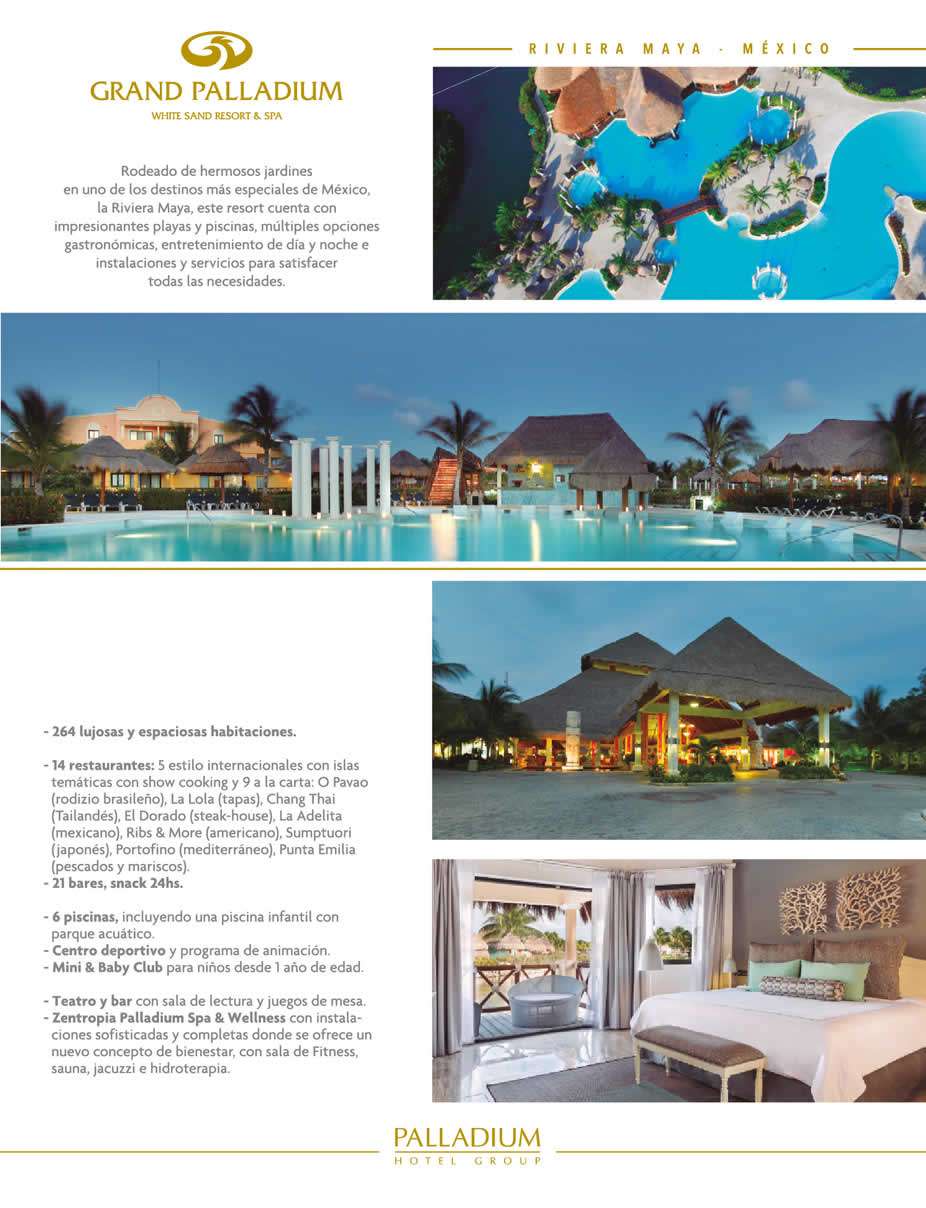 GRAND PALLADIUM
WHITE SAND RESORT & SPA
RIVIERA MAYA - MÉXICO
Rodeado de hermosos jardines
en uno de los destinos más especiales de México,
la Riviera Maya, este resort cuenta con
impresionantes playas y piscinas, múltiples opciones
gastronómicas, entretenimiento de día y noche e
instalaciones y servicios para satisfacer
todas las necesidades.
- 264 lujosas y espaciosas habitaciones.
- 14 restaurantes: 5 estilo internacionales con islas
temáticas con show cooking y 9 a la carta: O Pavao
(rodizio brasileño), La Lola (tapas), Chang Thai
(Tailandés), El Dorado (steak-house), La Adelita
(mexicano), Ribs & More (americano), Sumptuori
(japonés), Portofino (mediterráneo), Punta Emilia
(pescados y mariscos).
- 21 bares, snack 24hs.
- 6 piscinas, incluyendo una piscina infantil con
parque acuático.
- Centro deportivo y programa de animación.
- Mini & Baby Club para niños desde 1 año de edad.
- Teatro y bar con sala de lectura y juegos de mesa.
- Zentropia Palladium Spa & Wellness con instala-
ciones sofisticadas y completas donde se ofrece un
nuevo concepto de bienestar, con sala de Fitness,
sauna, jacuzzi e hidroterapia.
PALLADIUM
HOTEL GROUP